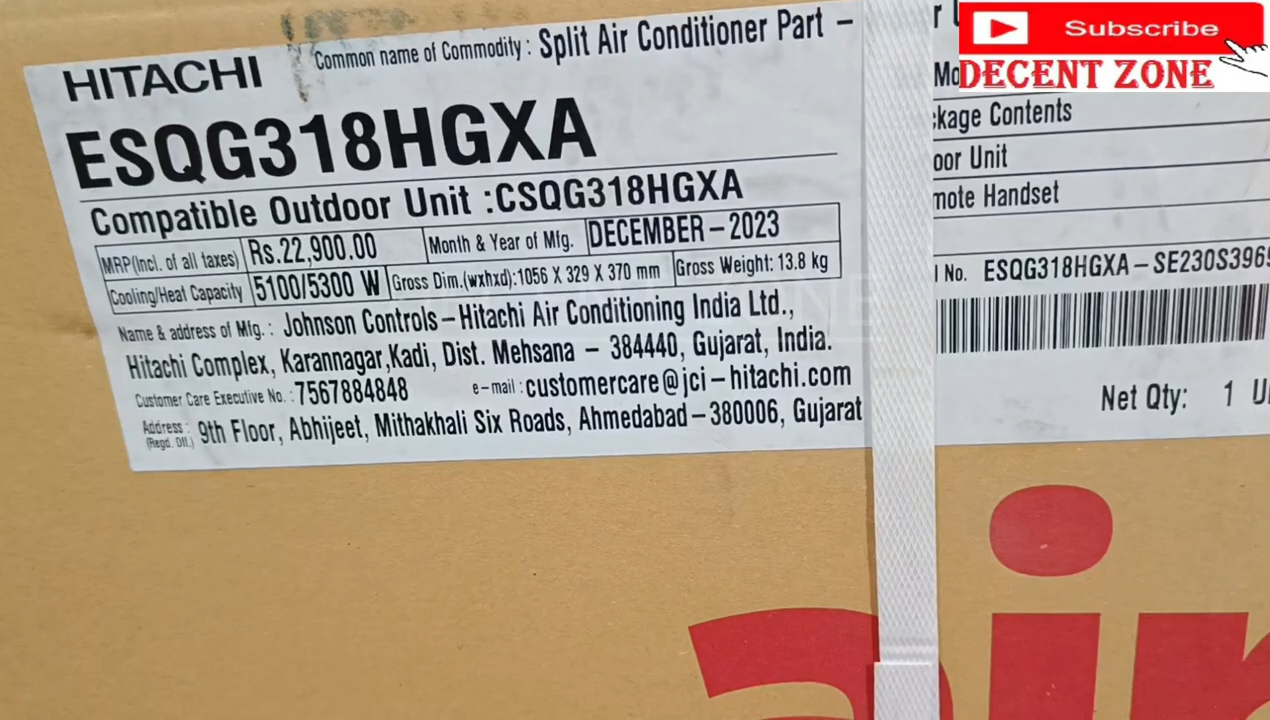 HITACHI
Common name of Commodity : Split Air Conditioner Part –
ESQG318HGXA
Compatible Outdoor Unit :CSQG318HGXA
MRP(Incl. of all taxes) Rs.22,900.00 Month & Year of Mfg. DECEMBER – 2023
Cooling/Heat Capacity 5100/5300 W Gross Dim.(wxhxd):1056 X 329 X 370 mm Gross Weight: 13.8 kg
Name & address of Mfg. : Johnson Controls – Hitachi Air Conditioning India Ltd.,
Hitachi Complex, Karannagar,Kadi, Dist. Mehsana – 384440, Gujarat, India.
Customer Care Executive No. : 7567884848 e – mail : customercare@jci – hitachi.com
Address : (Regd. Off.) 9th Floor, Abhijeet, Mithakhali Six Roads, Ahmedabad – 380006, Gujarat
Subscribe
DECENT ZONE
kage Contents
oor Unit
mote Handset
No. ESQG318HGXA – SE230S3969
Net Qty: 1 U
air